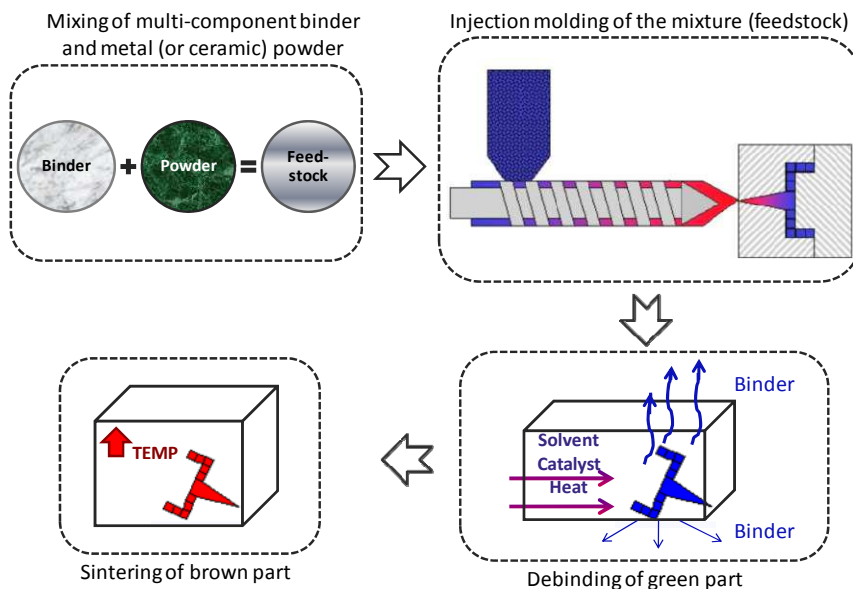 Mixing of multi-component binder
and metal (or ceramic) powder
Binder
+
Powder
=
Feed-
stock
Injection molding of the mixture (feedstock)
Binder
Solvent
Catalyst
Heat
Binder
Debinding of green part
TEMP
Sintering of brown part